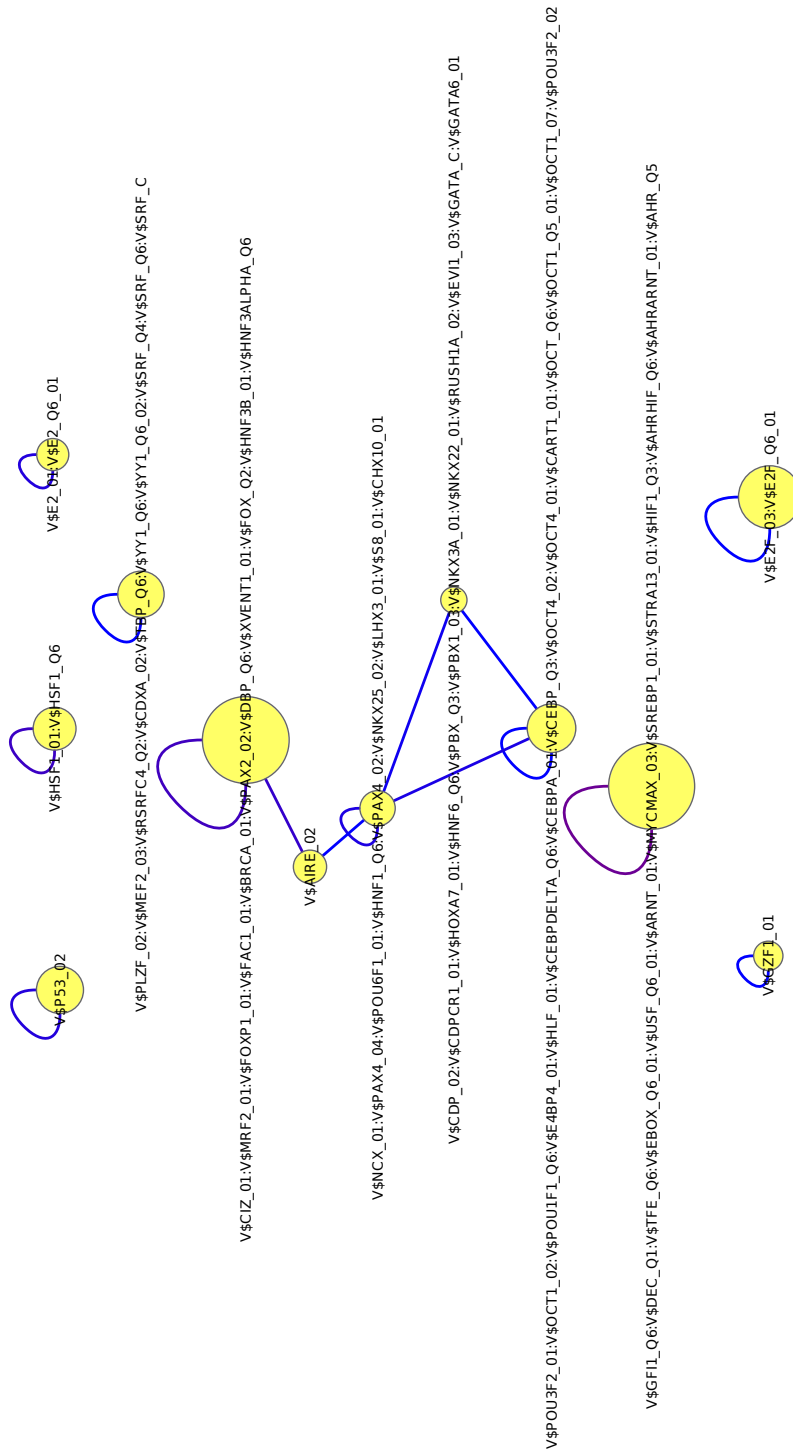 V$E2_01:V$E2_Q6_01
V$HSF1_01:V$HSF1_Q6
V$P53_02
V$PLZF_02:V$MEF2_03:V$RSRFC4_Q2:V$CDXA_02:V$TBP_Q6:V$YY1_Q6:V$YY1_Q6_02:V$SRF_Q4:V$SRF_Q6:V$SRF_C
V$CIZ_01:V$MRF2_01:V$FOXP1_01:V$FAC1_01:V$BRCA_01:V$PAX2_02:V$DBP_Q6:V$XVENT1_01:V$FOX_Q2:V$HNF3B_01:V$HNF3ALPHA_Q6
V$AIRE_02
V$NCX_01:V$PAX4_04:V$POU6F1_01:V$HNF1_Q6:V$PAX4_02:V$NKX25_02:V$LHX3_01:V$S8_01:V$CHX10_01
V$CDP_02:V$CDPCR1_01:V$HOXA7_01:V$HNF6_Q6:V$PBX_Q3:V$PBX1_03:V$NKX3A_01:V$NKX22_01:V$RUSH1A_02:V$EVI1_03:V$GATA_C:V$GATA6_01
V$POU3F2_01:V$OCT1_02:V$POU1F1_Q6:V$E4BP4_01:V$HLF_01:V$CEBPDELTA_Q6:V$CEBPA_01:V$CEBP_Q3:V$OCT4_02:V$OCT4_01:V$CART1_01:V$OCT_Q6:V$OCT1_Q5_01:V$OCT1_07:V$POU3F2_02
V$GFI1_Q6:V$DEC_Q1:V$TFE_Q6:V$EBOX_Q6_01:V$USF_Q6_01:V$ARNT_01:V$MYCMAX_03:V$SREBP1_01:V$STRA13_01:V$HIF1_Q3:V$AHRHIF_Q6:V$AHRARNT_01:V$AHR_Q5
V$E2F_03:V$E2F_Q6_01
V$GZF1_01